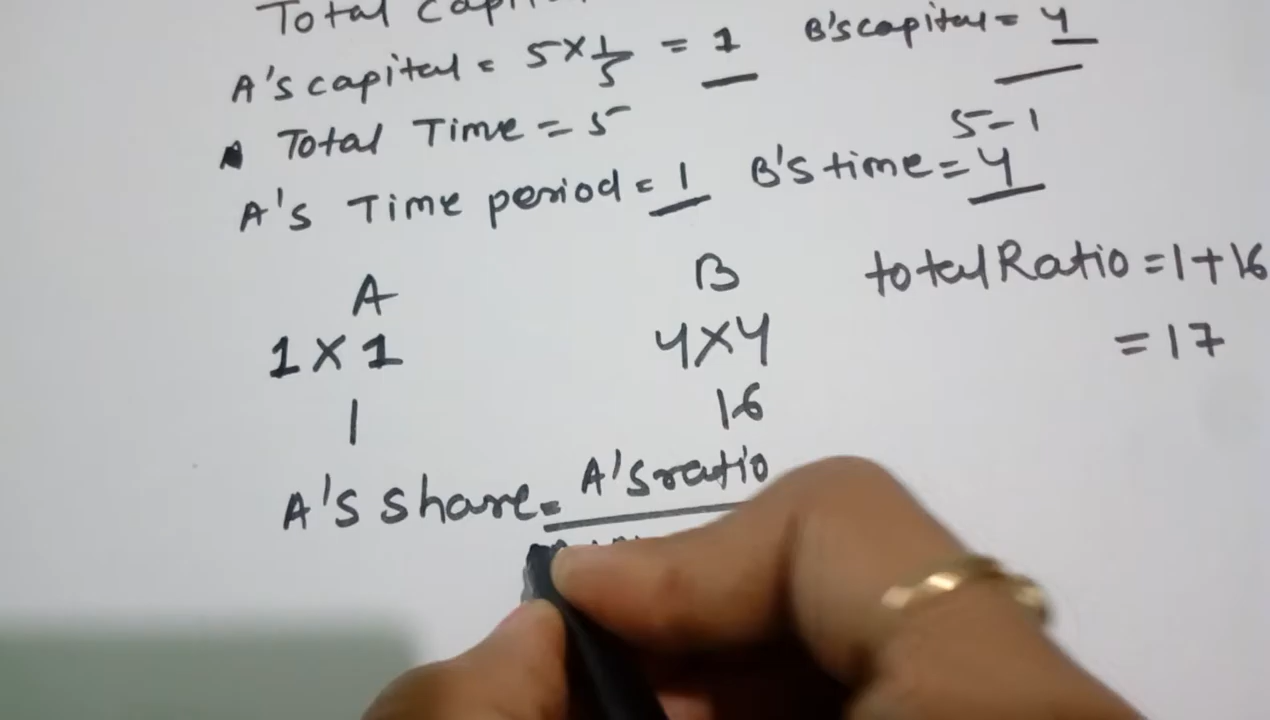 Total
A's capital = 5×1/5 = 1 B's capital = 4
Total Time = 5 5-1
A's Time period = 1 B's time = 4
A B total Ratio = 1+16
1×1 4×4 = 17
1 16
A's share = A's ratio